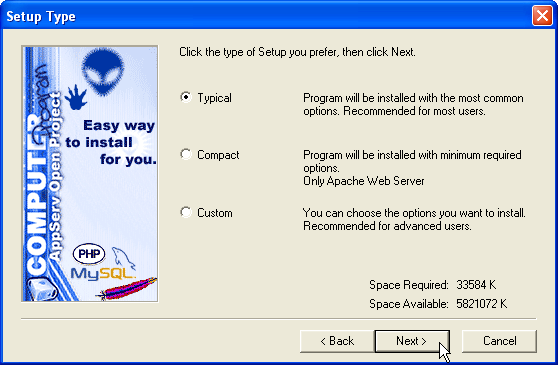 Setup Type
Click the type of Setup you prefer, then click Next.
Typical
Program will be installed with the most common
options. Recommended for most users.
Compact
Program will be installed with minimum required
options.
Only Apache Web Server
Custom
You can choose the options you want to install.
Recommended for advanced users.
COMPUTER
Program
AppServ Open Project
Easy way
to install
for you.
PHP
MySQL
Space Required: 33584 K
Space Available: 5821072 K
< Back
Next >
Cancel